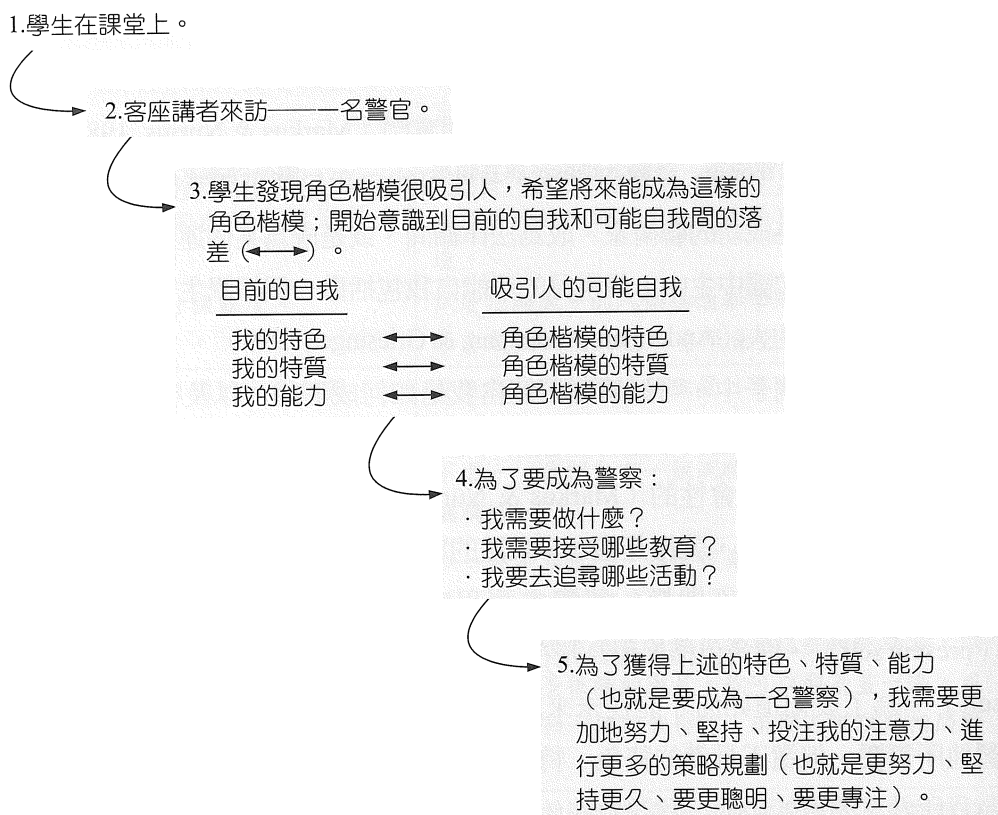 1.學生在課堂上。
2.客座講者來訪———一名警官。
3.學生發現角色楷模很吸引人，希望將來能成為這樣的
角色楷模；開始意識到目前的自我和可能自我間的落
差（↔）。
目前的自我 吸引人的可能自我
我的特色 ↔ 角色楷模的特色
我的特質 ↔ 角色楷模的特質
我的能力 ↔ 角色楷模的能力
4.為了要成為警察：
·我需要做什麼？
·我需要接受哪些教育？
·我要去追尋哪些活動？
5.為了獲得上述的特色、特質、能力
（也就是要成為一名警察），我需要更
加地努力、堅持、投注我的注意力、進
行更多的策略規劃（也就是更努力、堅
持更久、要更聰明、要更專注）。